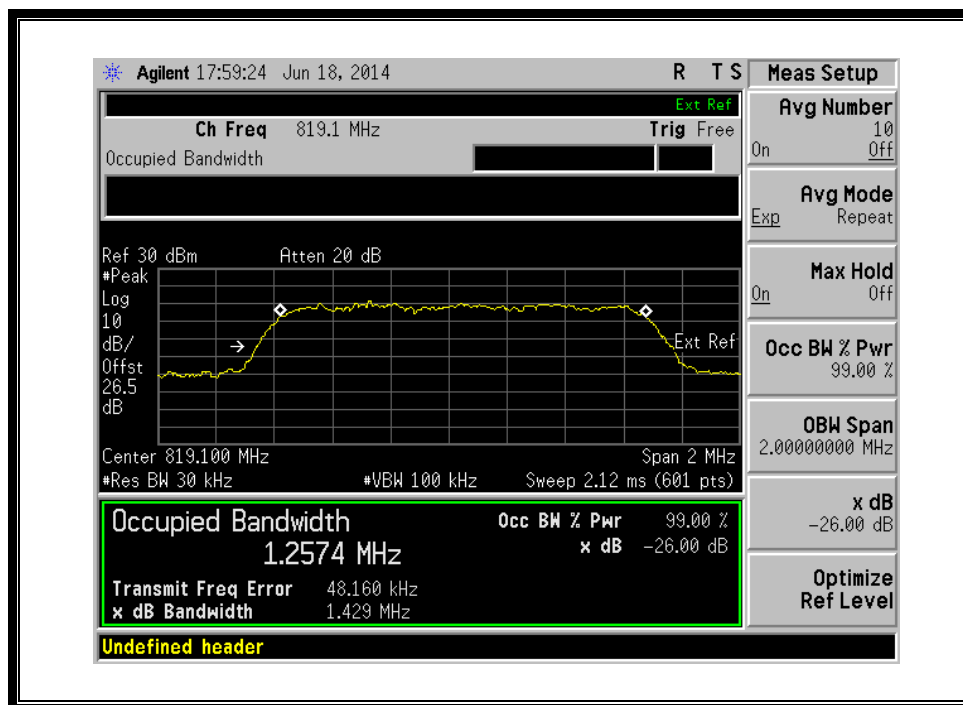 Agilent 17:59:24 Jun 18, 2014 R T S
Meas Setup
Ext Ref
Ch Freq 819.1 MHz Trig Free
Occupied Bandwidth
Avg Number
10
On Off
Avg Mode
Exp Repeat
Max Hold
On Off
Occ BW % Pwr
99.00 %
OBW Span
2.00000000 MHz
x dB
-26.00 dB
Optimize
Ref Level
Ref 30 dBm Atten 20 dB
#Peak
Log
10
dB/
Offst
26.5
dB
Ext Ref
Center 819.100 MHz Span 2 MHz
#Res BW 30 kHz #VBW 100 kHz Sweep 2.12 ms (601 pts)
Occupied Bandwidth Occ BW % Pwr 99.00 %
1.2574 MHz x dB -26.00 dB
Transmit Freq Error 48.160 kHz
x dB Bandwidth 1.429 MHz
Undefined header